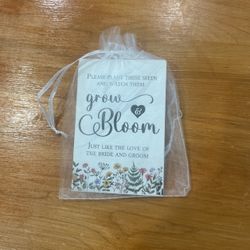 PLEASE PLANT THESE SEEDS
AND WATCH THEM
grow
&
Bloom
JUST LIKE THE LOVE OF
THE BRIDE AND GROOM